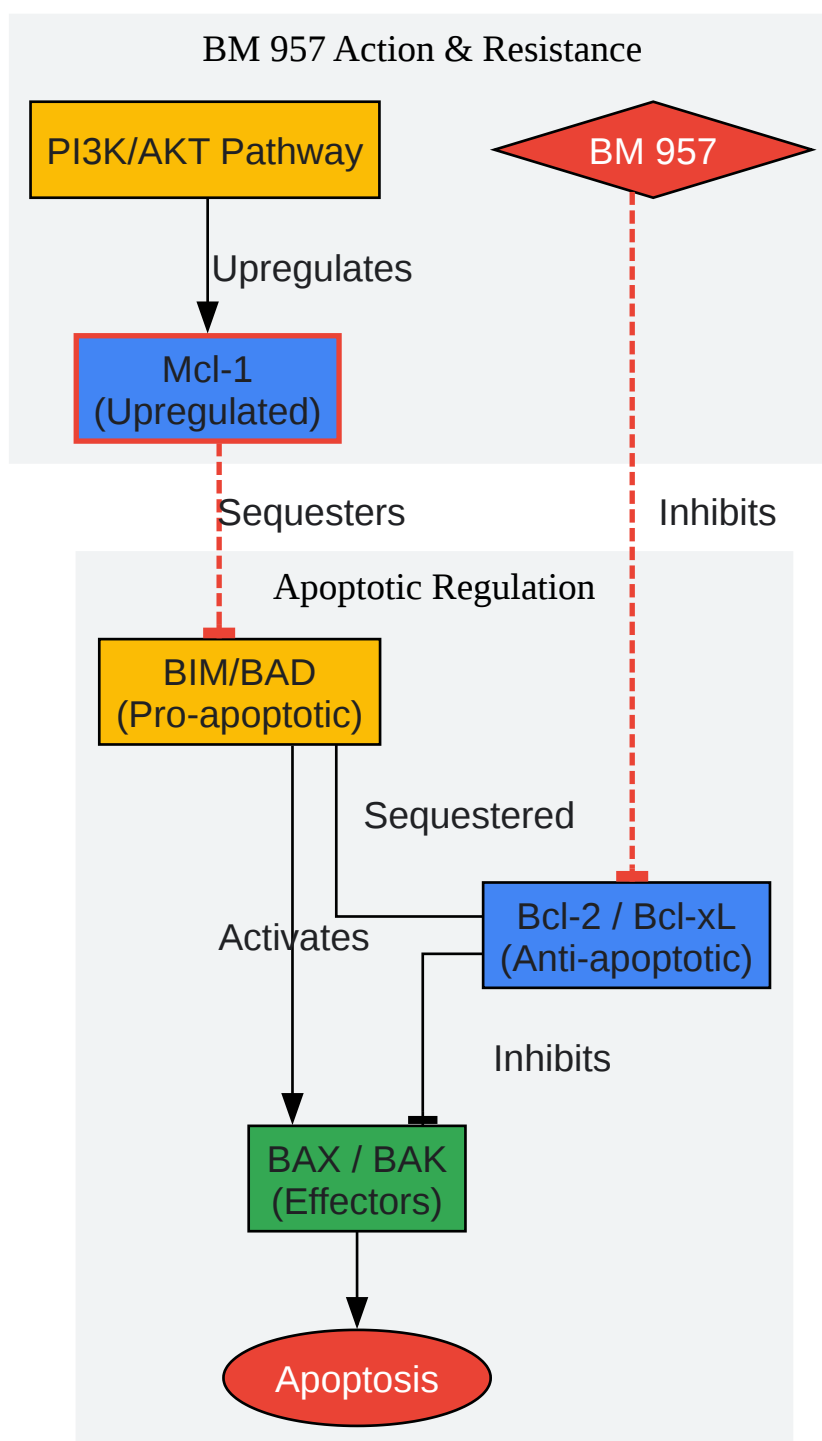 BM 957 Action & Resistance
PI3K/AKT Pathway
BM 957
Upregulates
Mcl-1
(Upregulated)
Sequesters
Inhibits
Apoptotic Regulation
BIM/BAD
(Pro-apoptotic)
Sequestered
Bcl-2 / Bcl-xL
(Anti-apoptotic)
Activates
Inhibits
BAX / BAK
(Effectors)
Apoptosis